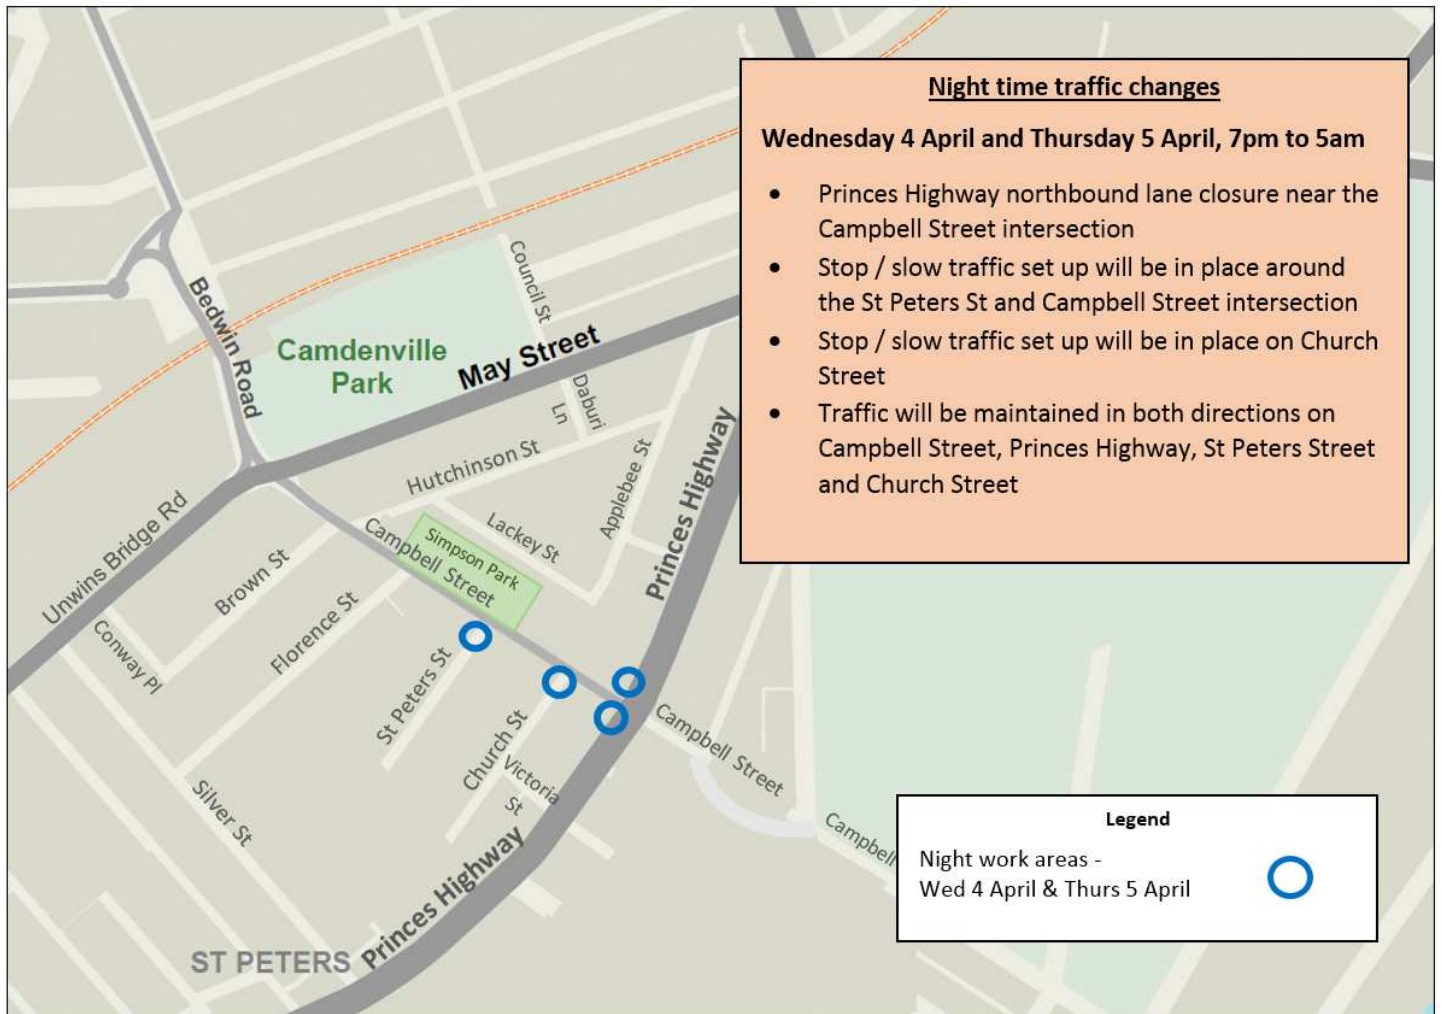 Night time traffic changes
Wednesday 4 April and Thursday 5 April, 7pm to 5am
• Princes Highway northbound lane closure near the
Campbell Street intersection
• Stop / slow traffic set up will be in place around
the St Peters St and Campbell Street intersection
• Stop / slow traffic set up will be in place on Church
Street
• Traffic will be maintained in both directions on
Campbell Street, Princes Highway, St Peters Street
and Church Street
Council St
Bedwin Road
Camdenville
Park
May Street
Daburi
Ln
Hutchinson St
Applebee St
Princes Highway
Unwins Bridge Rd
Lackey St
Simpson Park
Campbell Street
Brown St
Florence St
Conway Pl
St Peters St
Church St
Victoria
St
Campbell Street
Silver St
Campbell
Princes Highway
ST PETERS
Legend
Night work areas -
Wed 4 April & Thurs 5 April